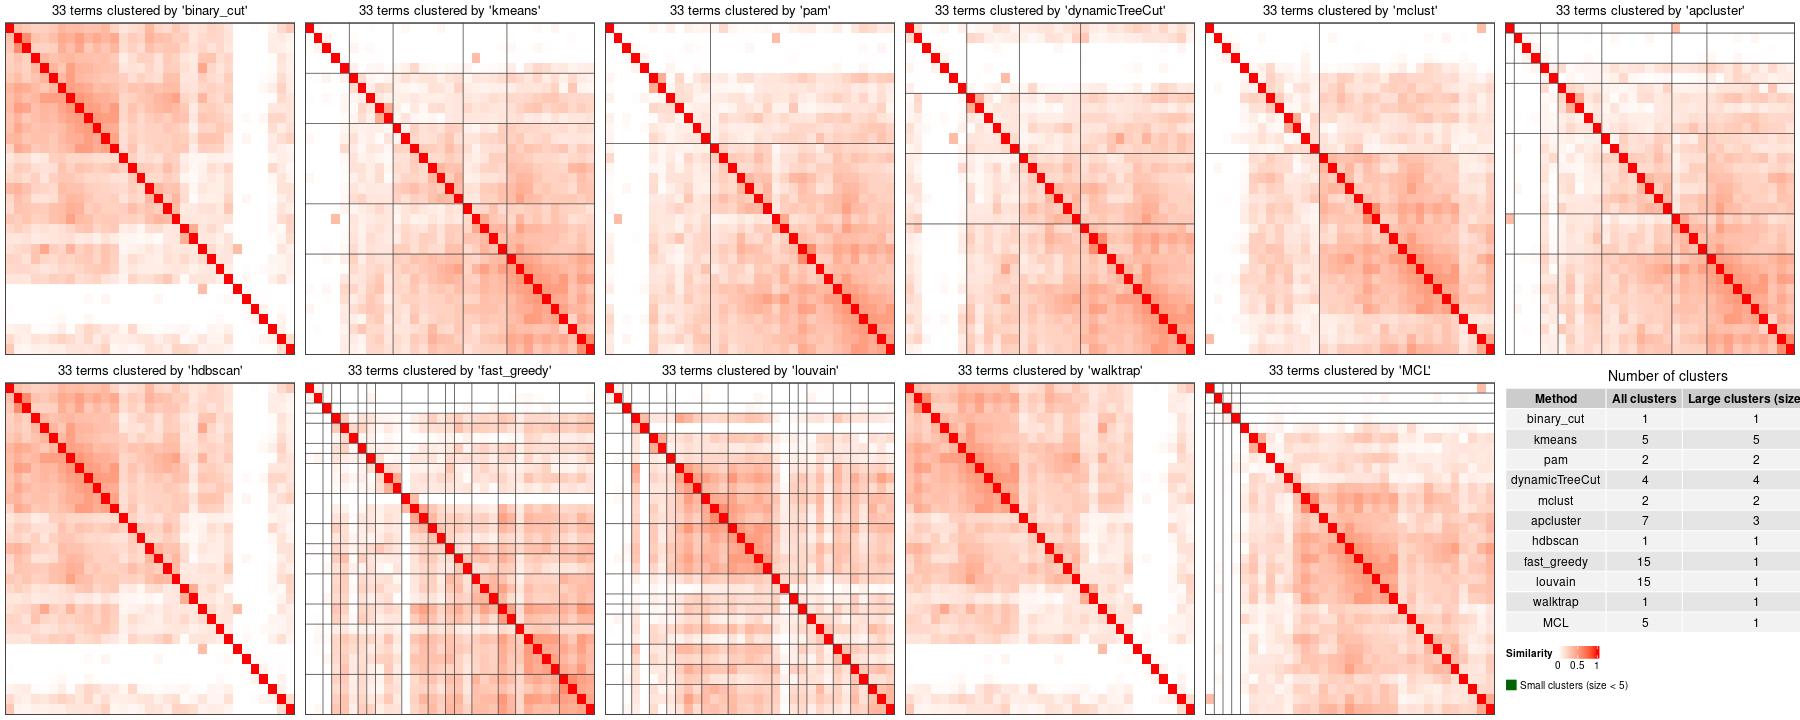 33 terms clustered by 'binary_cut'
33 terms clustered by 'kmeans'
33 terms clustered by 'pam'
33 terms clustered by 'dynamicTreeCut'
33 terms clustered by 'mclust'
33 terms clustered by 'apcluster'
33 terms clustered by 'hdbscan'
33 terms clustered by 'fast_greedy'
33 terms clustered by 'louvain'
33 terms clustered by 'walktrap'
33 terms clustered by 'MCL'
Number of clusters
Method All clusters Large clusters (size
binary_cut 1 1
kmeans 5 5
pam 2 2
dynamicTreeCut 4 4
mclust 2 2
apcluster 7 3
hdbscan 1 1
fast_greedy 15 1
louvain 15 1
walktrap 1 1
MCL 5 1
Similarity
0 0.5 1
Small clusters (size < 5)